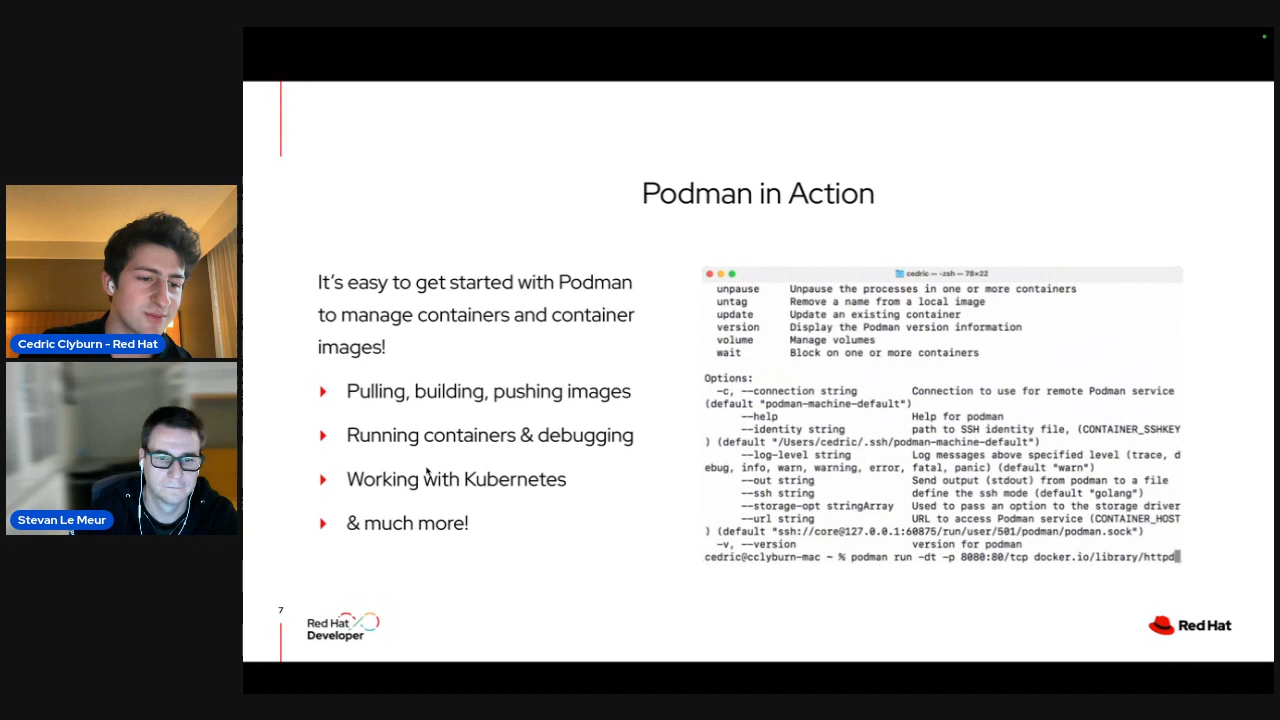 Podman in Action
It's easy to get started with Podman
to manage containers and container
images!
Pulling, building, pushing images
Running containers & debugging
Working with Kubernetes
& much more!
cedric — -zsh — 78×22
unpause Unpause the processes in one or more containers
untag Remove a name from a local image
update Update an existing container
version Display the Podman version information
volume Manage volumes
wait Block on one or more containers
Options:
-c, --connection string Connection to use for remote Podman service
(default "podman-machine-default")
--help Help for podman
--identity string path to SSH identity file, (CONTAINER_SSHKEY
) (default "/Users/cedric/.ssh/podman-machine-default")
--log-level string Log messages above specified level (trace, d
ebug, info, warn, warning, error, fatal, panic) (default "warn")
--out string Send output (stdout) from podman to a file
--ssh string define the ssh mode (default "golang")
--storage-opt stringArray Used to pass an option to the storage driver
--url string URL to access Podman service (CONTAINER_HOST
) (default "ssh://core@127.0.0.1:60875/run/user/501/podman/podman.sock")
-v, --version version for podman
cedric@cclyburn-mac ~ % podman run -dt -p 8080:80/tcp docker.io/library/httpd
Cedric Clyburn - Red Hat
Stevan Le Meur
7
Red Hat
Developer
Red Hat